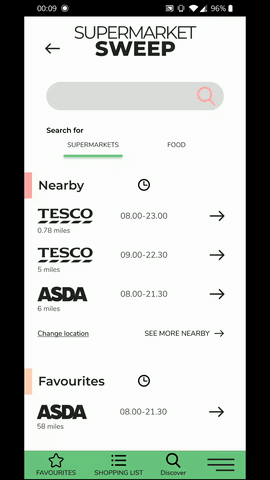 00:09 96%
SUPERMARKET
SWEEP
Search for
SUPERMARKETS FOOD
Nearby
TESCO 08.00-23.00
0.78 miles
TESCO 09.00-22.30
5 miles
ASDA 08.00-21.30
6 miles
Change location SEE MORE NEARBY
Favourites
ASDA 08.00-21.30
58 miles
FAVOURITES SHOPPING LIST Discover